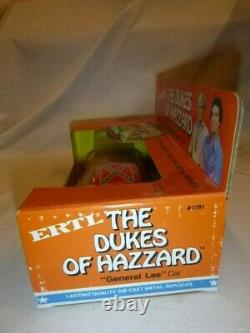 THE DUKES
OF HAZZARD
ERTL
THE
DUKES
OF HAZZARD
#1791
"General Lee" Car
LASTING QUALITY DIE-CAST METAL REPLICAS